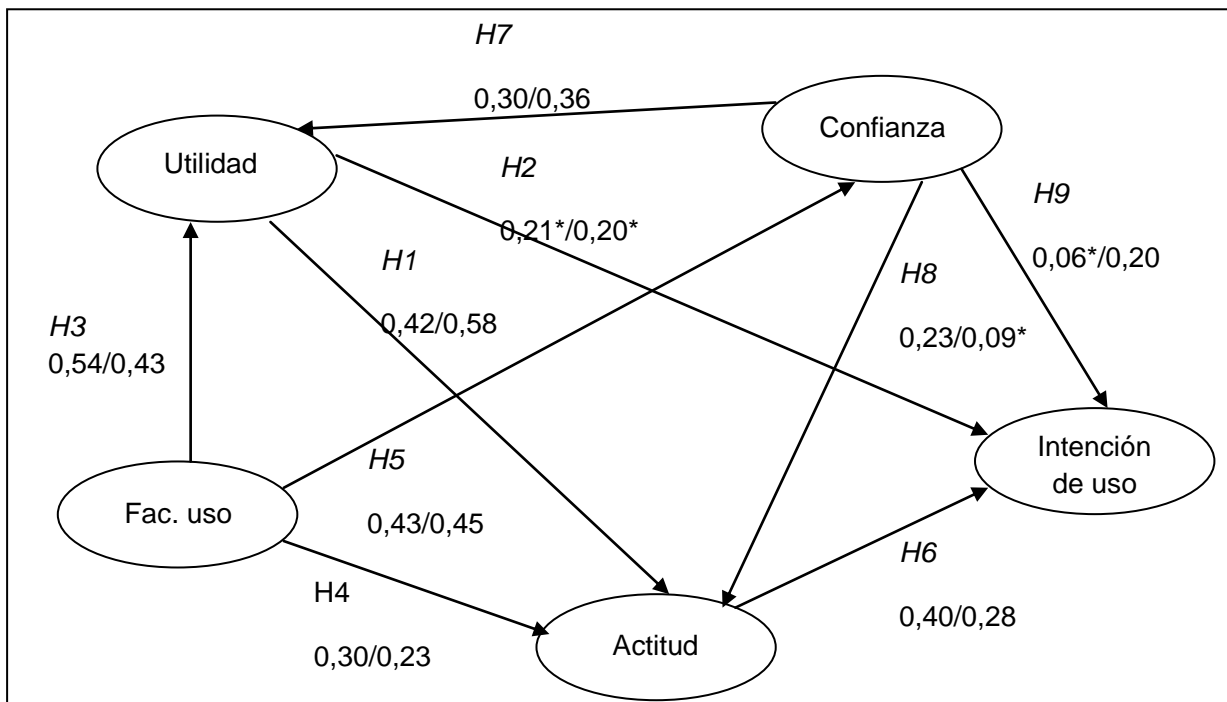 H7
0,30/0,36
Confianza
Utilidad
H2
0,21*/0,20*
H9
0,06*/0,20
H1
0,42/0,58
H8
0,23/0,09*
H3
0,54/0,43
Intención
de uso
H5
0,43/0,45
Fac. uso
H6
0,40/0,28
H4
0,30/0,23
Actitud